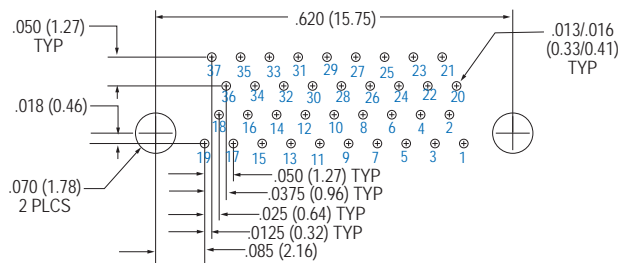 .620 (15.75)
.050 (1.27)
TYP
.013/.016
(0.33/0.41)
TYP
37 35 33 31 29 27 25 23 21
36 34 32 30 28 26 24 22 20
.018 (0.46)
18 16 14 12 10 8 6 4 2
19 17 15 13 11 9 7 5 3 1
.070 (1.78)
2 PLCS
.050 (1.27) TYP
.0375 (0.96) TYP
.025 (0.64) TYP
.0125 (0.32) TYP
.085 (2.16)